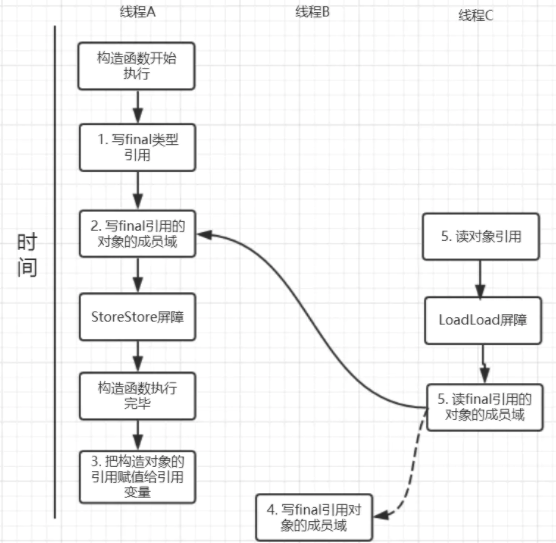 线程A
线程B
线程C
时
间
构造函数开始
执行
1. 写final类型
引用
2. 写final引用的
对象的成员域
StoreStore屏障
构造函数执行
完毕
3. 把构造对象的
引用赋值给引用
变量
4. 写final引用对
象的成员域
5. 读对象引用
LoadLoad屏障
5. 读final引用的
对象的成员域